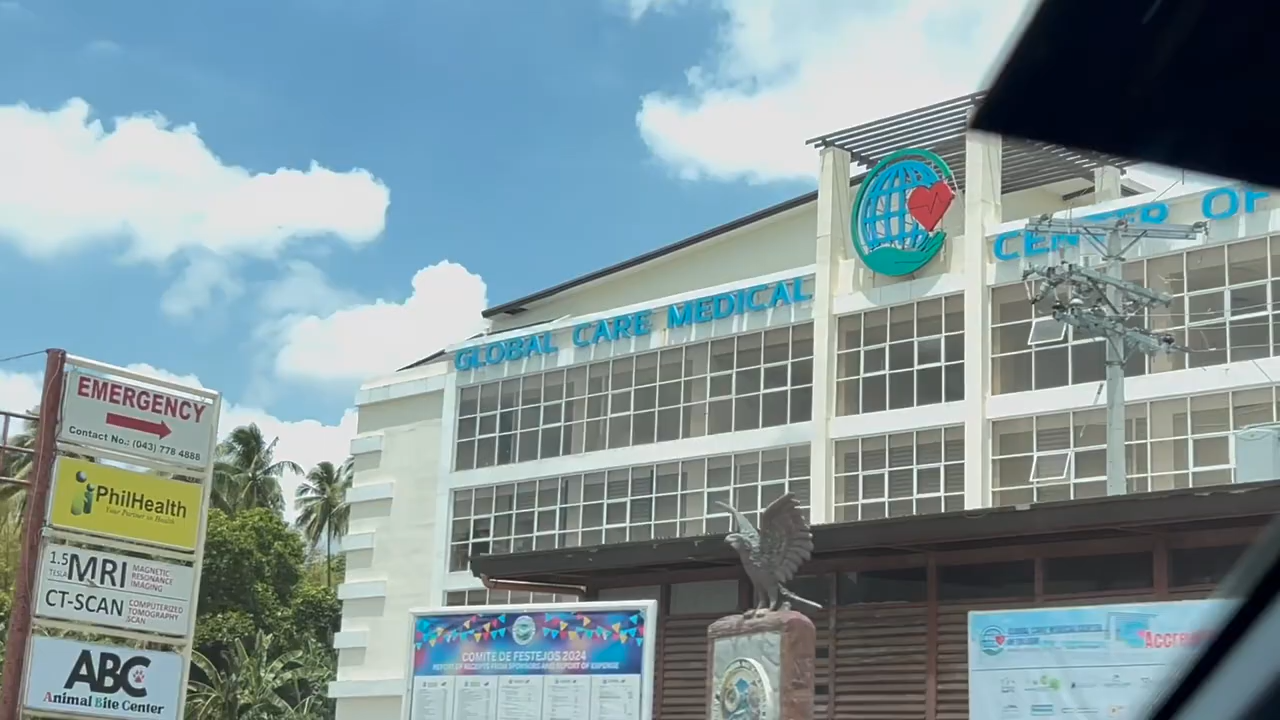 GLOBAL CARE MEDICAL
CENTER OF
EMERGENCY
Contact No.: (043) 778 4888
PhilHealth
Your Partner in Health
1.5 TESLA MRI MAGNETIC RESONANCE IMAGING
CT-SCAN COMPUTERIZED TOMOGRAPHY SCAN
ABC
Animal Bite Center
COMITE DE FESTEJOS 2024
REPORT OF RECEIPTS FROM SPONSORS AND REPORT OF EXPENSE